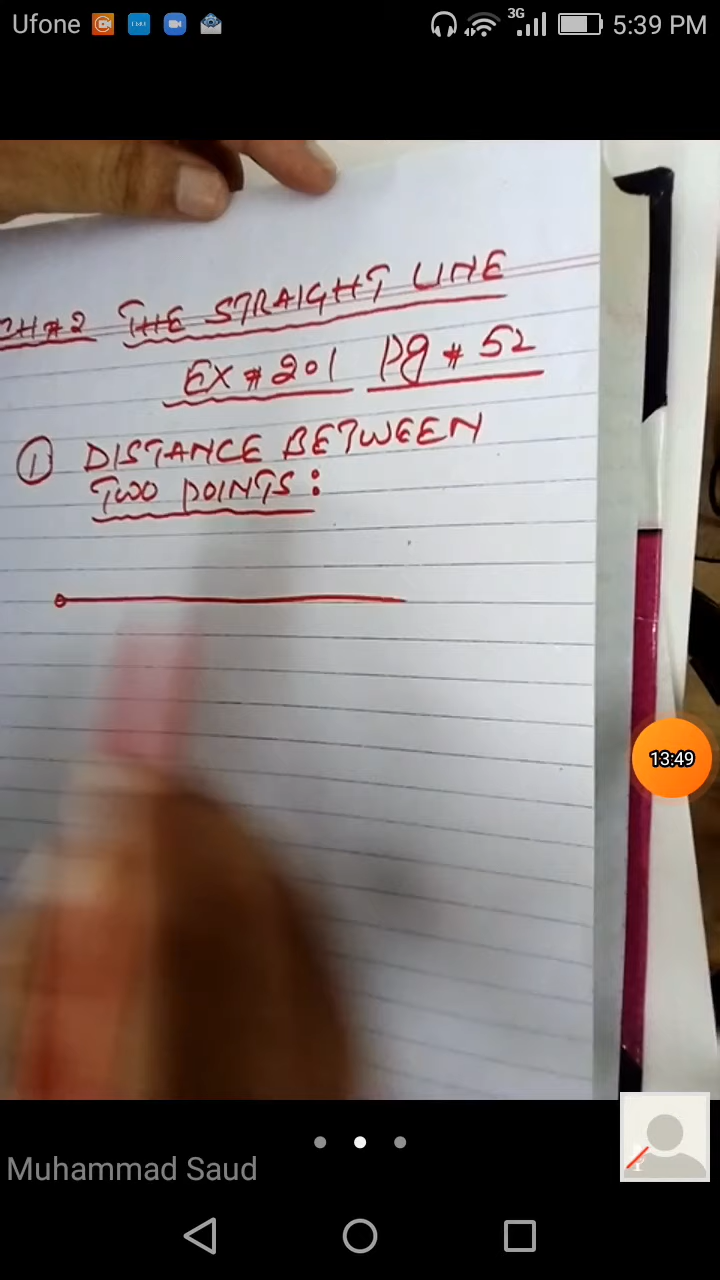 Ufone
3G
5:39 PM
CH # 2 THE STRAIGHT LINE
EX # 2.1 Pg # 52
① DISTANCE BETWEEN
TWO POINTS:
13:49
Muhammad Saud